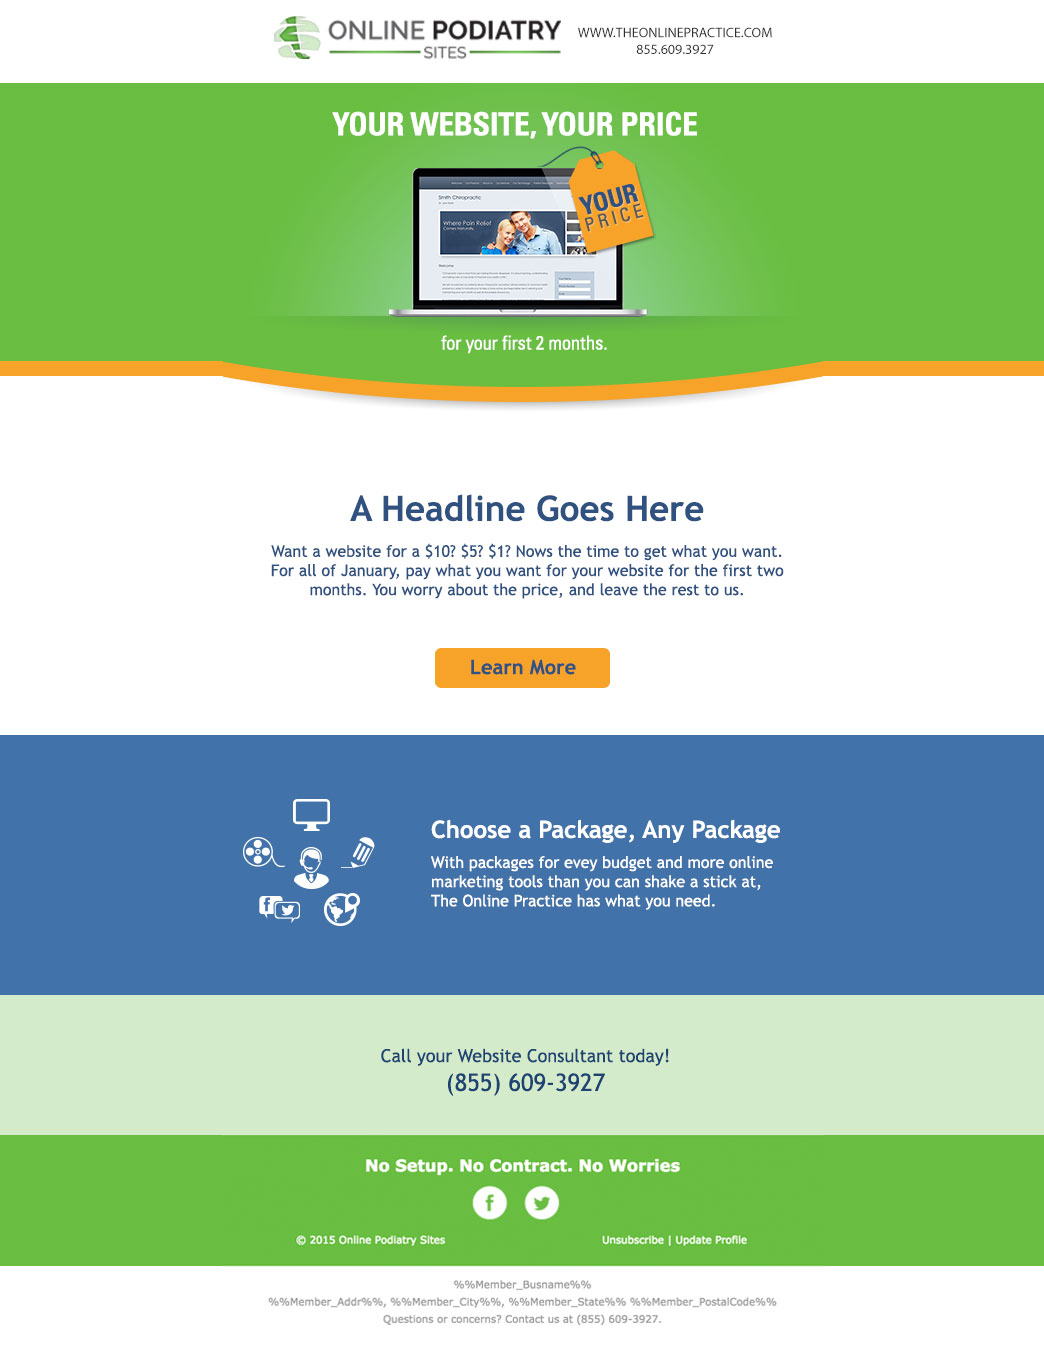 ONLINE PODIATRY
SITES
WWW.THEONLINEPRACTICE.COM
855.609.3927
YOUR WEBSITE, YOUR PRICE
YOUR
PRICE
Smith Chiropractic
Where Pain Relief
Comes Naturally
Welcome
for your first 2 months.
A Headline Goes Here
Want a website for a $10? $5? $1? Nows the time to get what you want.
For all of January, pay what you want for your website for the first two
months. You worry about the price, and leave the rest to us.
Learn More
Choose a Package, Any Package
With packages for evey budget and more online
marketing tools than you can shake a stick at,
The Online Practice has what you need.
Call your Website Consultant today!
(855) 609-3927
No Setup. No Contract. No Worries
© 2015 Online Podiatry Sites
Unsubscribe | Update Profile
%%Member_Busname%%
%%Member_Addr%%, %%Member_City%%, %%Member_State%% %%Member_PostalCode%%
Questions or concerns? Contact us at (855) 609-3927.